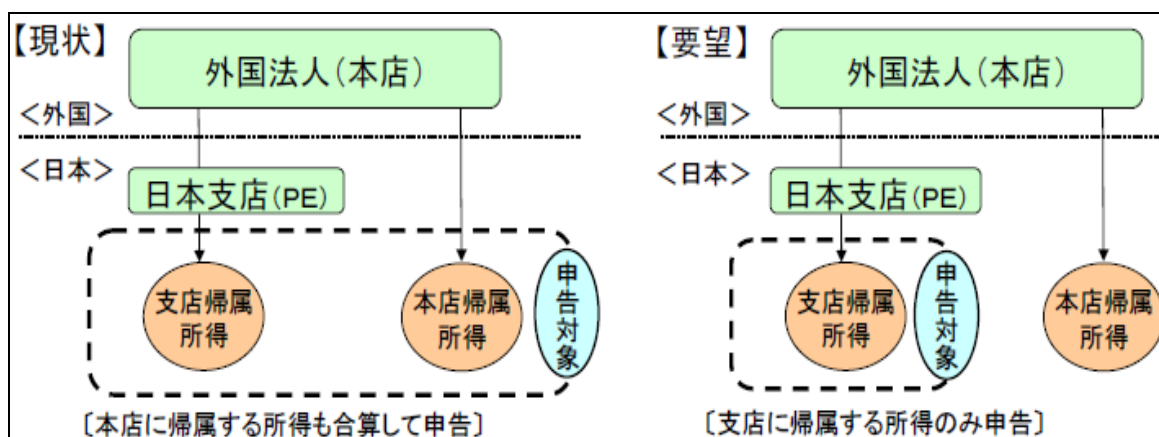 【現状】
外国法人(本店)
<外国>
<日本>
日本支店(PE)
支店帰属
所得
本店帰属
所得
申告対象
〔本店に帰属する所得も合算して申告〕
【要望】
外国法人(本店)
<外国>
<日本>
日本支店(PE)
支店帰属
所得
申告対象
本店帰属
所得
〔支店に帰属する所得のみ申告〕